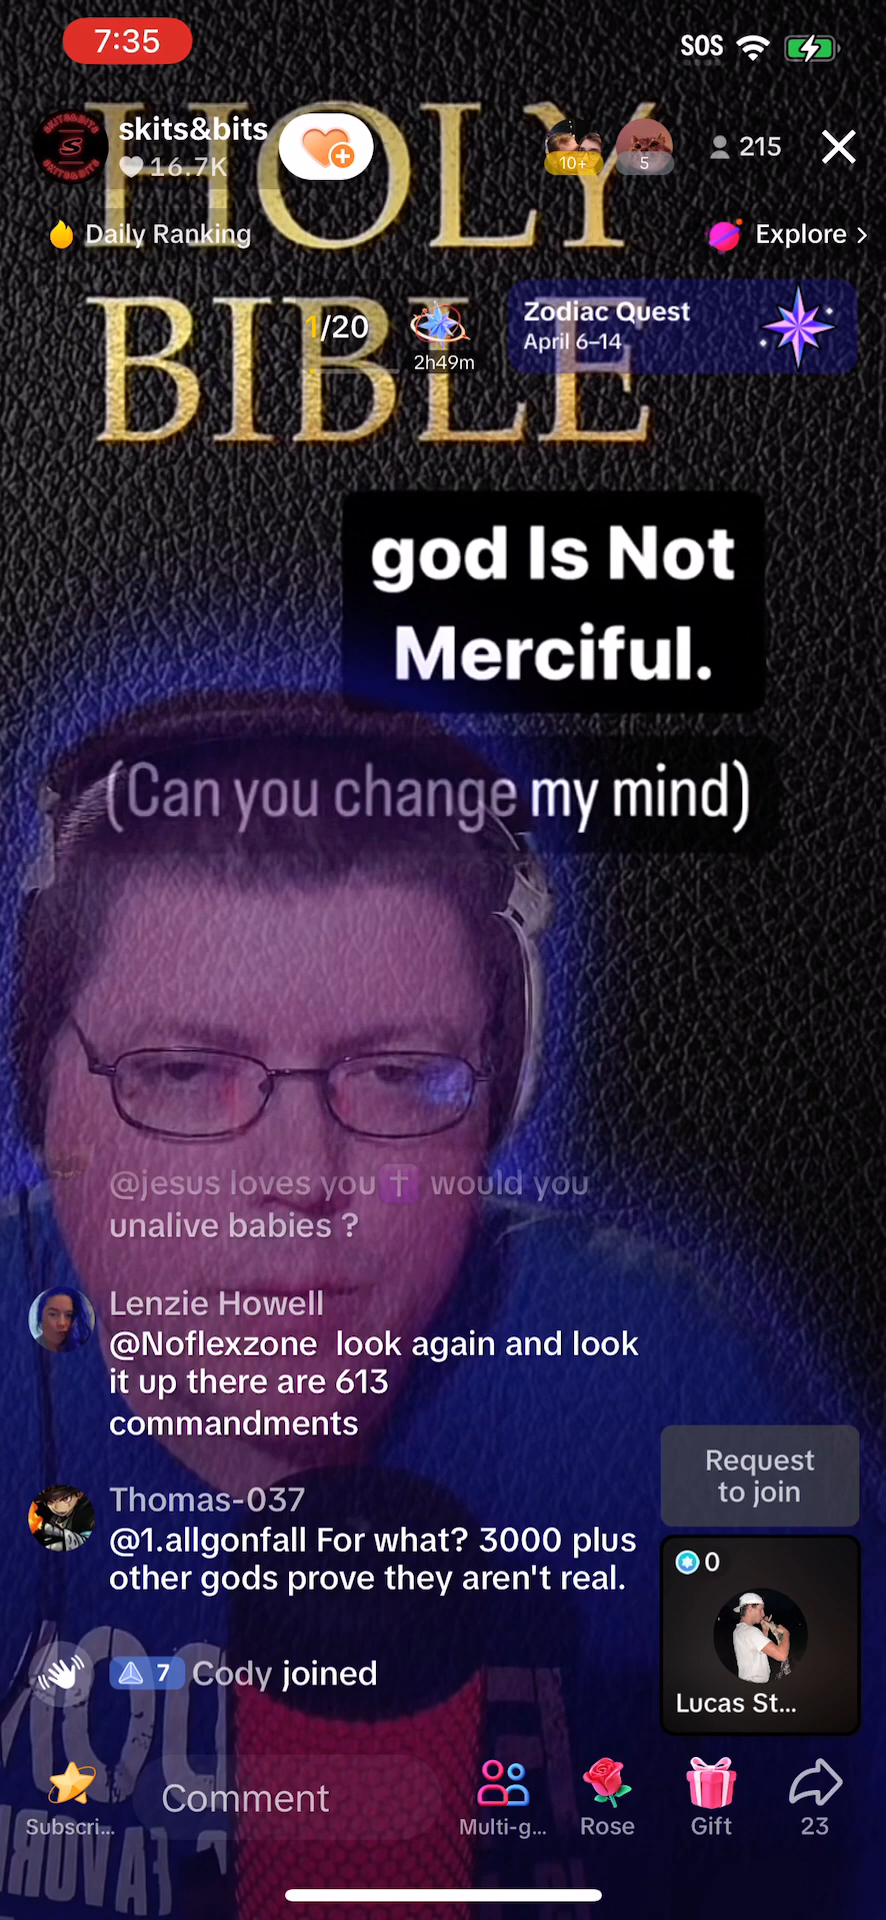 7:35
SOS
HOLY
BIBLE
skits&bits
16.7K
10+
5
215
Daily Ranking
Explore >
1/20
2h49m
Zodiac Quest
April 6–14
god Is Not
Merciful.
(Can you change my mind)
@jesus loves you✝️ would you
unalive babies ?
Lenzie Howell
@Noflexzone  look again and look
it up there are 613
commandments
Thomas-037
@1.allgonfall For what? 3000 plus
other gods prove they aren't real.
7 Cody joined
Request
to join
0
Lucas St...
Comment
Subscri...
Multi-g...
Rose
Gift
23